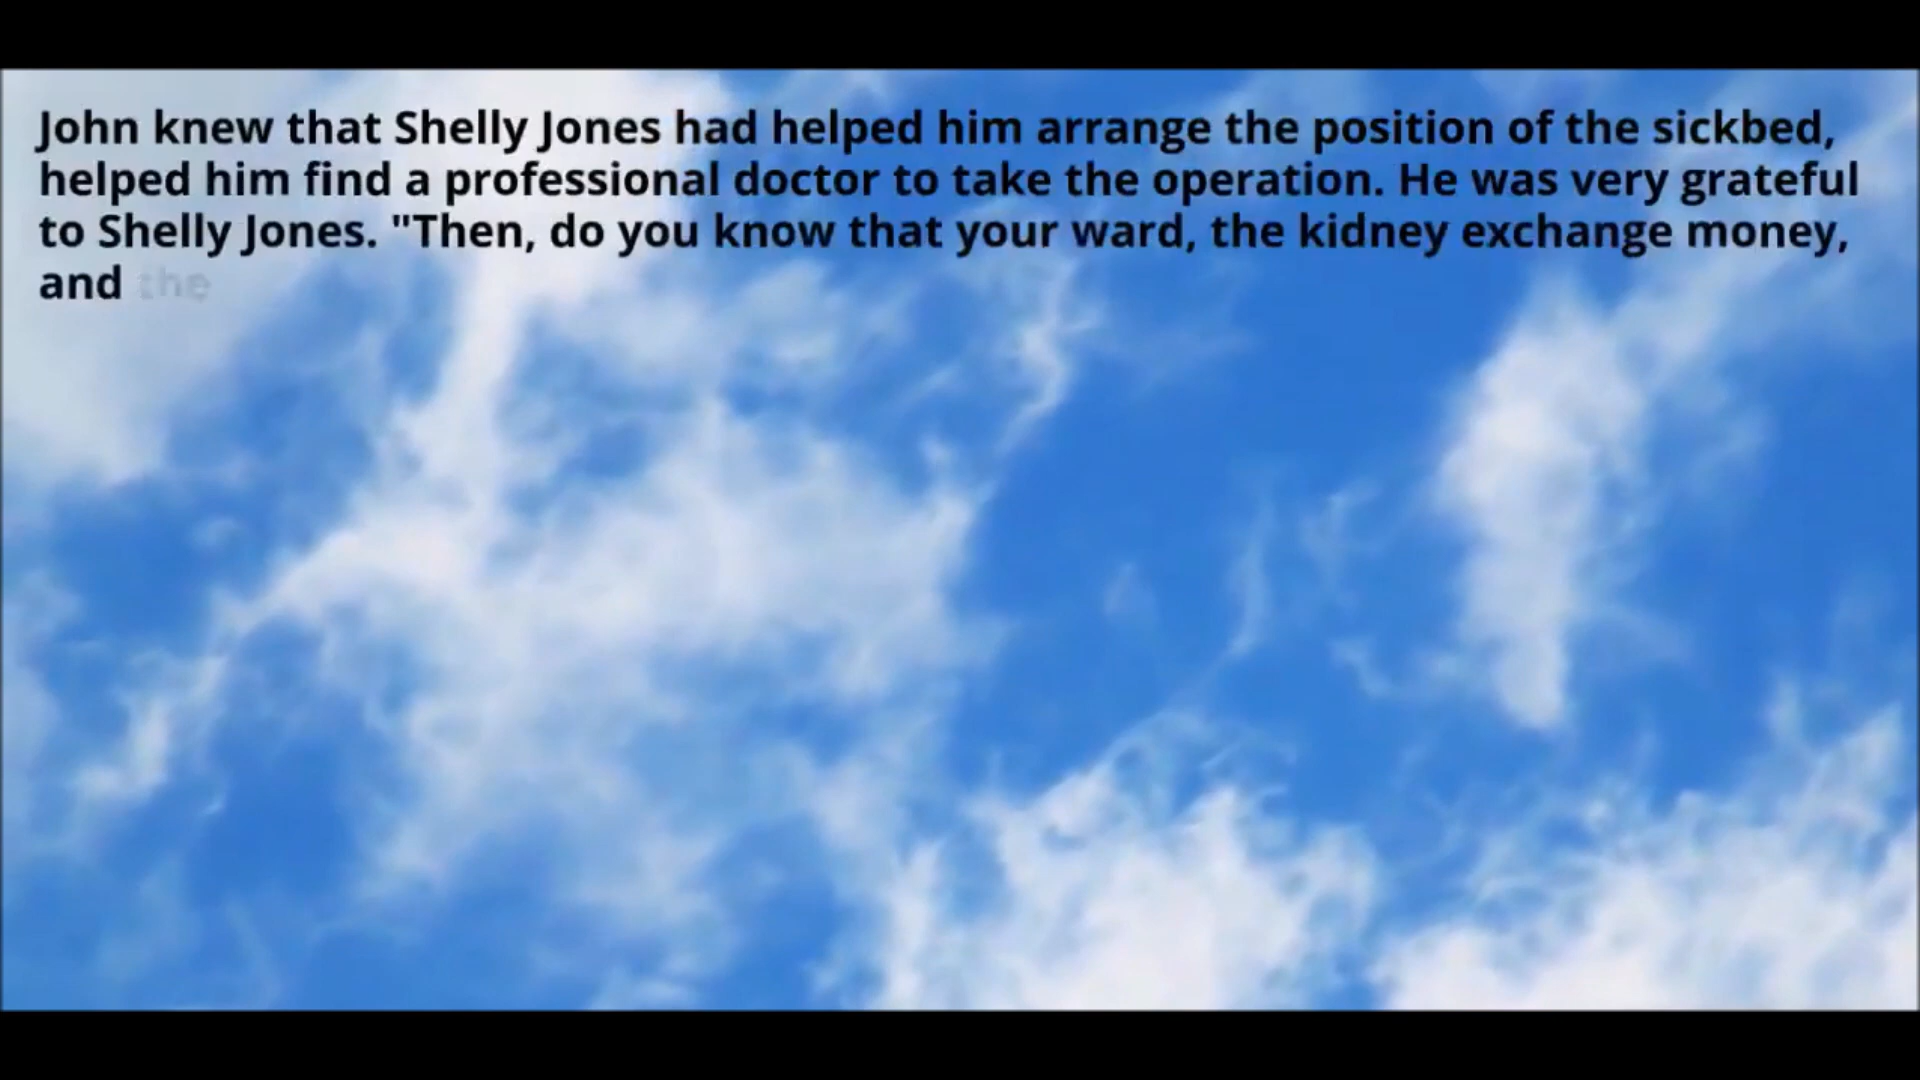 John knew that Shelly Jones had helped him arrange the position of the sickbed,
helped him find a professional doctor to take the operation. He was very grateful
to Shelly Jones. "Then, do you know that your ward, the kidney exchange money,
and the